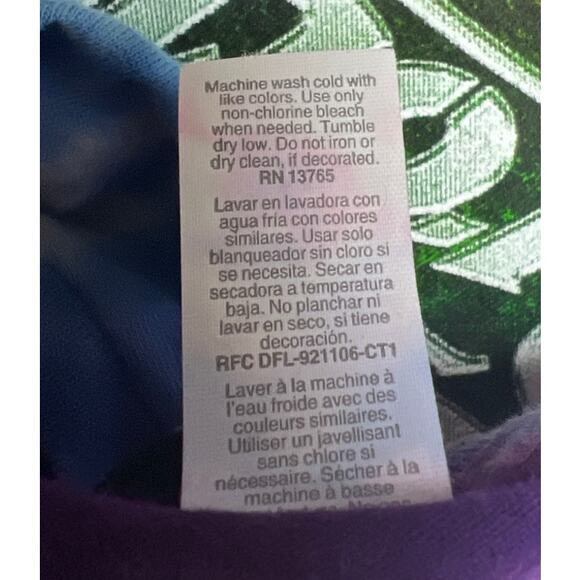 Machine wash cold with
like colors. Use only
non-chlorine bleach
when needed. Tumble
dry low. Do not iron or
dry clean, if decorated.
RN 13765
Lavar en lavadora con
agua fría con colores
similares. Usar solo
blanqueador sin cloro si
se necesita. Secar en
secadora a temperatura
baja. No planchar ni
lavar en seco, si tiene
decoración.
RFC DFL-921106-CT1
Laver à la machine à
l'eau froide avec des
couleurs similaires.
Utiliser un javellisant
sans chlore si
nécessaire. Sécher à la
machine à basse